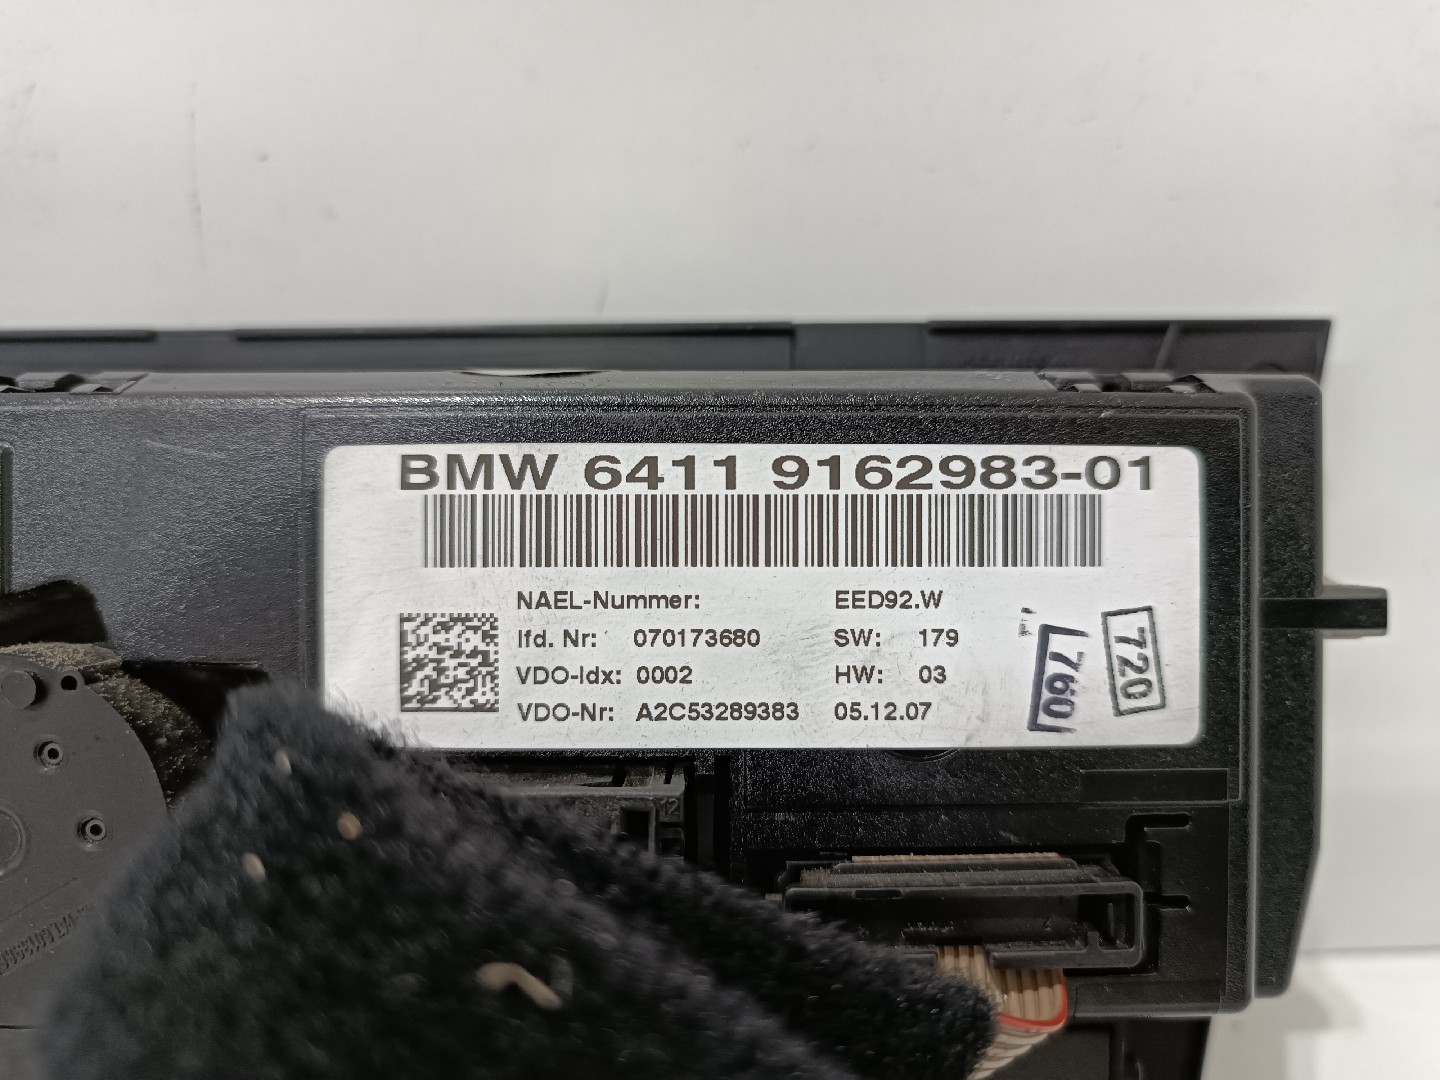 BMW 6411 9162983-01
NAEL-Nummer: EED92.W
lfd. Nr: 070173680 SW: 179
VDO-Idx: 0002 HW: 03
VDO-Nr: A2C53289383 05.12.07
760
720
12